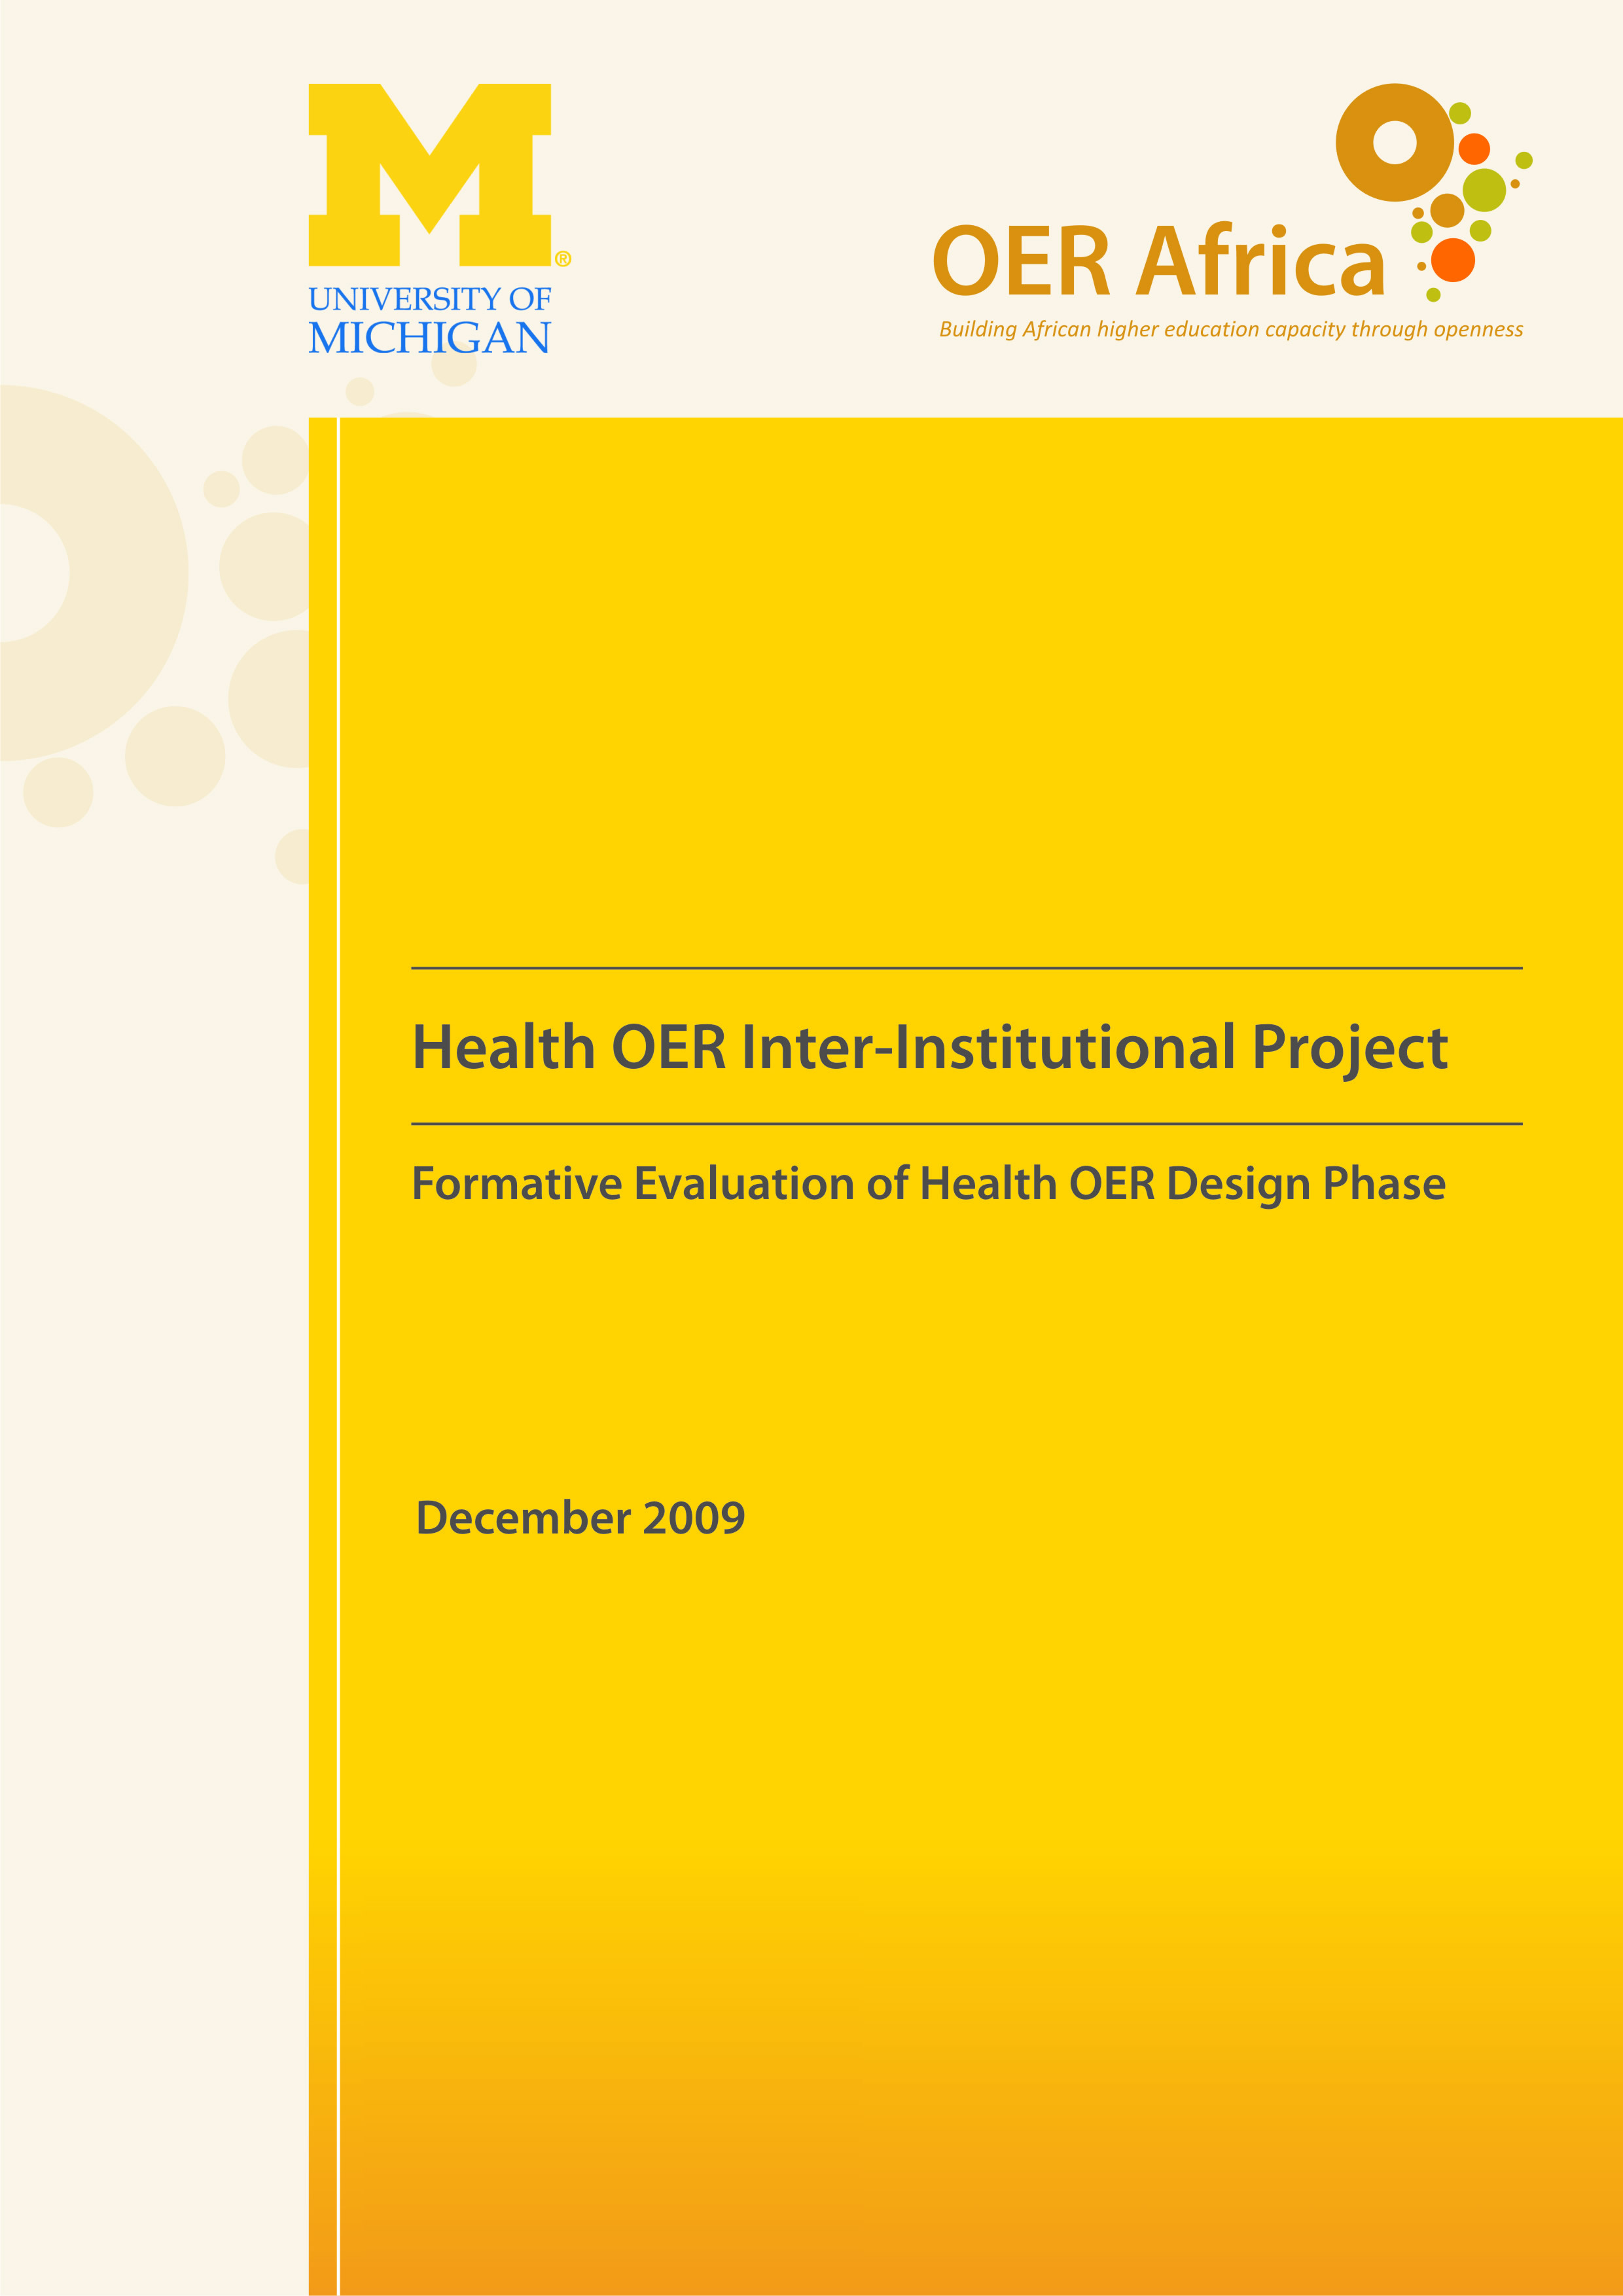 M®
UNIVERSITY OF
MICHIGAN
OER Africa
Building African higher education capacity through openness
Health OER Inter-Institutional Project
Formative Evaluation of Health OER Design Phase
December 2009